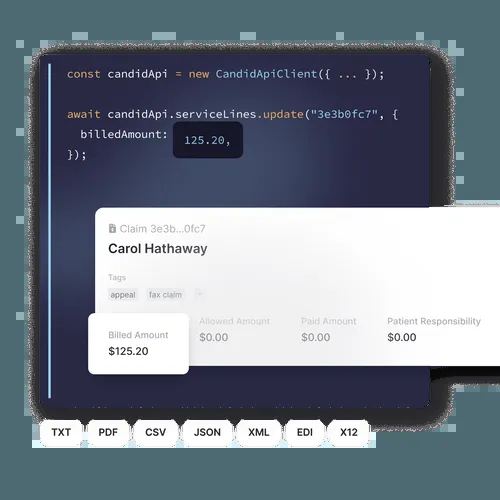 const candidApi = new CandidApiClient({ ... });
await candidApi.serviceLines.update("3e3b0fc7", {
billedAmount: 125.20,
});
Claim 3e3b...0fc7
Carol Hathaway
Tags
appeal fax claim
Billed Amount Allowed Amount Paid Amount Patient Responsibility
$125.20 $0.00 $0.00 $0.00
TXT PDF CSV JSON XML EDI X12